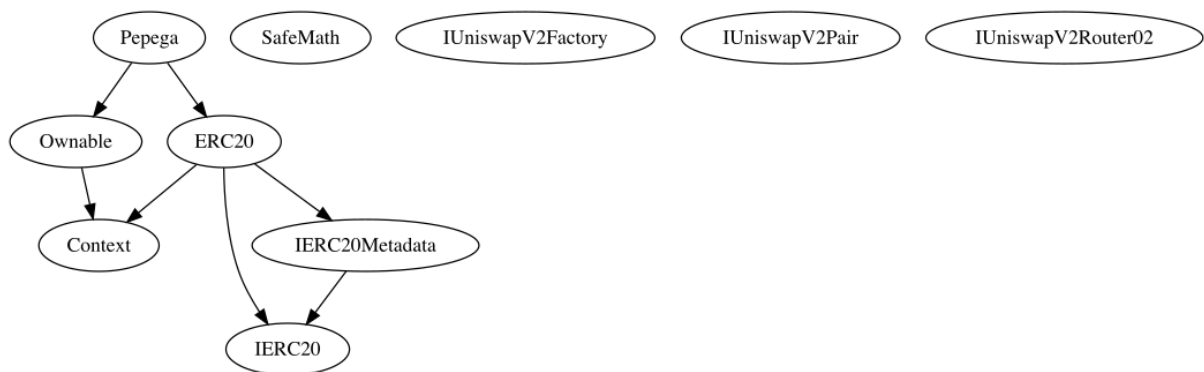 Pepega
SafeMath
IUniswapV2Factory
IUniswapV2Pair
IUniswapV2Router02
Ownable
ERC20
Context
IERC20Metadata
IERC20